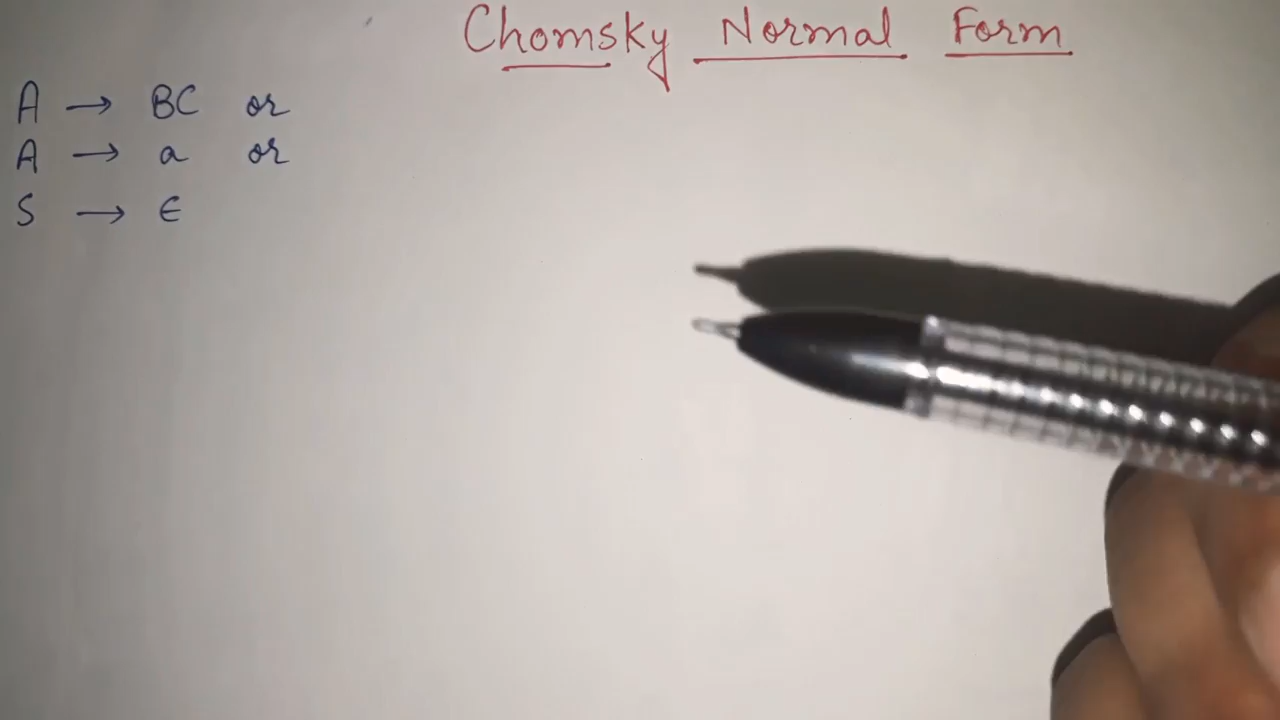 Chomsky Normal Form
A → BC or
A → a or
S → ϵ